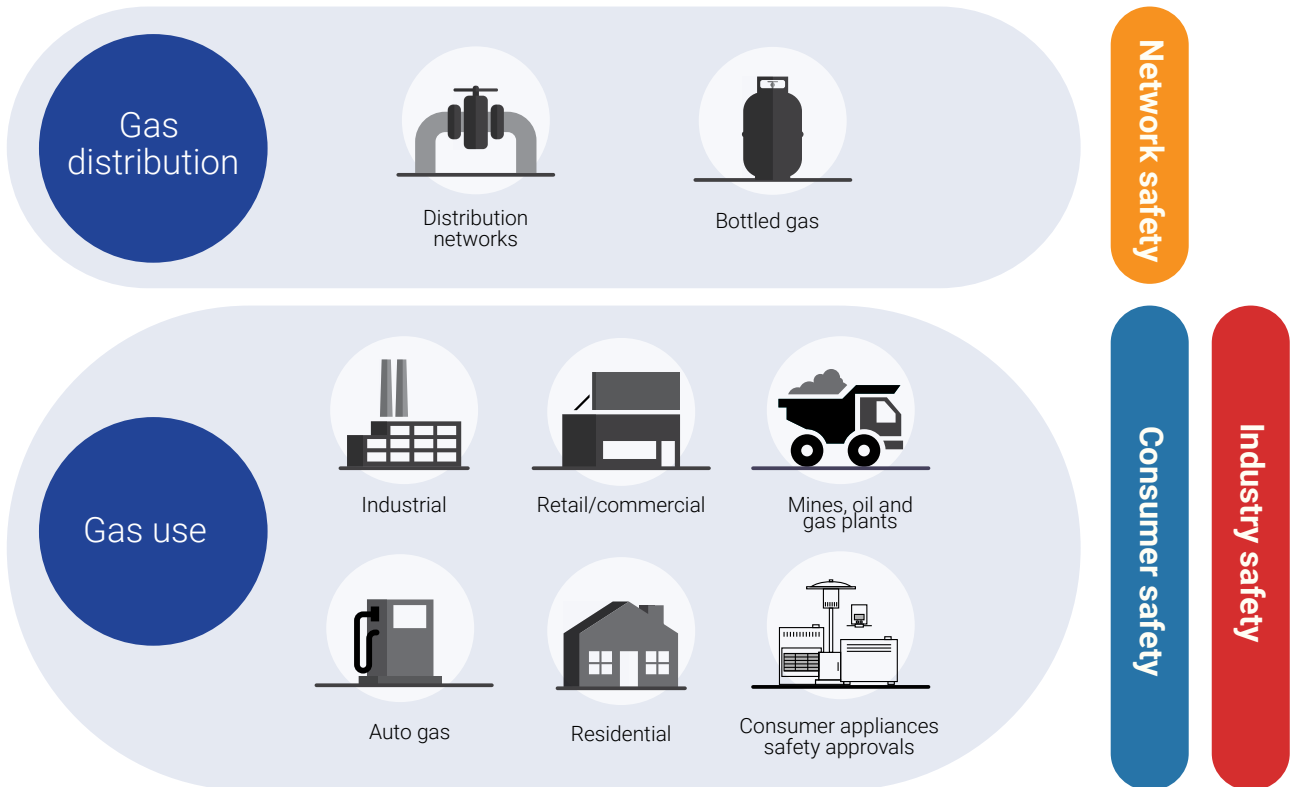 Gas
distribution
Distribution
networks
Bottled gas
Network safety
Gas use
Industrial
Retail/commercial
Mines, oil and
gas plants
Auto gas
Residential
Consumer appliances
safety approvals
Consumer safety
Industry safety